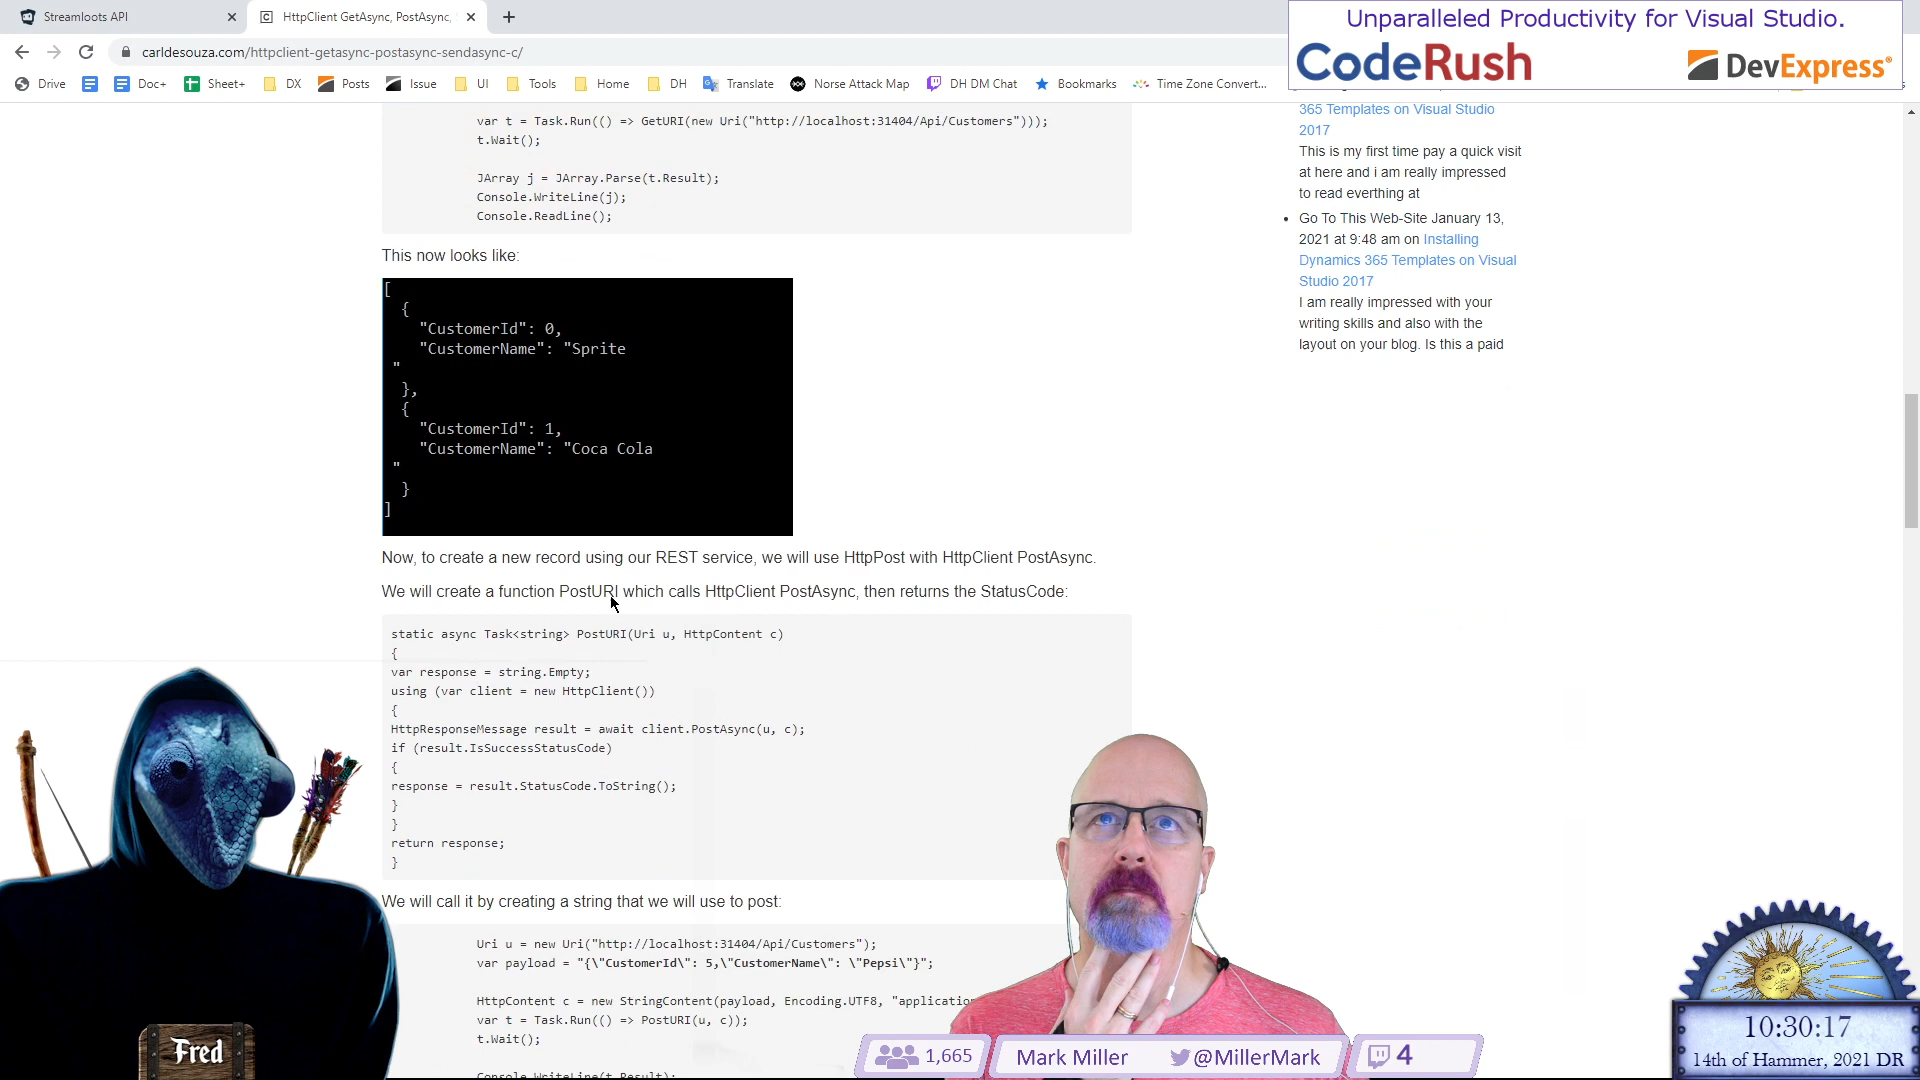 Streamloots API
HttpClient GetAsync, PostAsync,
carldesouza.com/httpclient-getasync-postasync-sendasync-c/
Drive
Doc+
Sheet+
DX
Posts
Issue
UI
Tools
Home
DH
Translate
Norse Attack Map
DH DM Chat
Bookmarks
Time Zone Convert...
Unparalleled Productivity for Visual Studio.
CodeRush
DevExpress
var t = Task.Run(() => GetURI(new Uri("http://localhost:31404/Api/Customers")));
t.Wait();
JArray j = JArray.Parse(t.Result);
Console.WriteLine(j);
Console.ReadLine();
This now looks like:
[
{
"CustomerId": 0,
"CustomerName": "Sprite
"
},
{
"CustomerId": 1,
"CustomerName": "Coca Cola
"
}
]
Now, to create a new record using our REST service, we will use HttpPost with HttpClient PostAsync.
We will create a function PostURI which calls HttpClient PostAsync, then returns the StatusCode:
static async Task<string> PostURI(Uri u, HttpContent c)
{
var response = string.Empty;
using (var client = new HttpClient())
{
HttpResponseMessage result = await client.PostAsync(u, c);
if (result.IsSuccessStatusCode)
{
response = result.StatusCode.ToString();
}
}
return response;
}
We will call it by creating a string that we will use to post:
Uri u = new Uri("http://localhost:31404/Api/Customers");
var payload = "{\"CustomerId\": 5,\"CustomerName\": \"Pepsi\"}";
HttpContent c = new StringContent(payload, Encoding.UTF8, "application
var t = Task.Run(() => PostURI(u, c));
t.Wait();
Console.WriteLine(t.Result);
365 Templates on Visual Studio
2017
This is my first time pay a quick visit
at here and i am really impressed
to read everthing at
Go To This Web-Site January 13,
2021 at 9:48 am on Installing
Dynamics 365 Templates on Visual
Studio 2017
I am really impressed with your
writing skills and also with the
layout on your blog. Is this a paid
Fred
1,665
Mark Miller
@MillerMark
4
10:30:17
14th of Hammer, 2021 DR